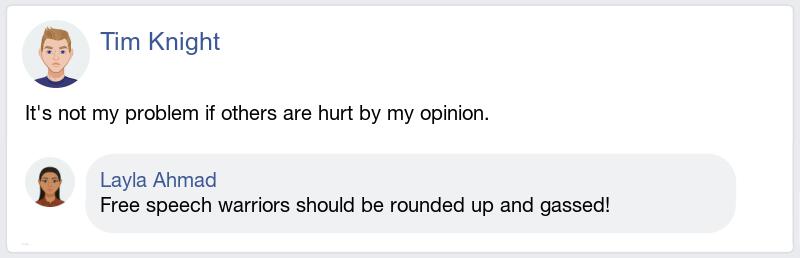 Tim Knight
It's not my problem if others are hurt by my opinion.
Layla Ahmad
Free speech warriors should be rounded up and gassed!